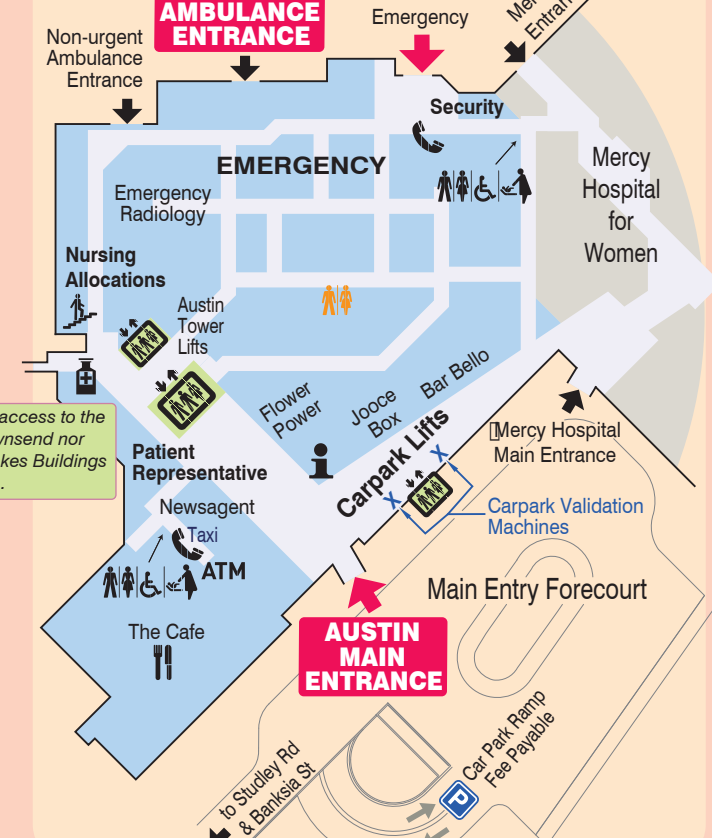 AMBULANCE
ENTRANCE
Emergency
Non-urgent
Ambulance
Entrance
Security
EMERGENCY
Mercy
Hospital
for
Women
Emergency
Radiology
Nursing
Allocations
Austin
Tower
Lifts
access to the
nor
Buildings
Flower
Power
Jooce
Box
Bar Bello
Carpark Lifts
Patient
Representative
Mercy Hospital
Main Entrance
Newsagent
Taxi
ATM
Carpark Validation
Machines
The Cafe
Main Entry Forecourt
AUSTIN
MAIN
ENTRANCE
Car Park Ramp
Fee Payable
P
to Studley Rd
& Banksia St